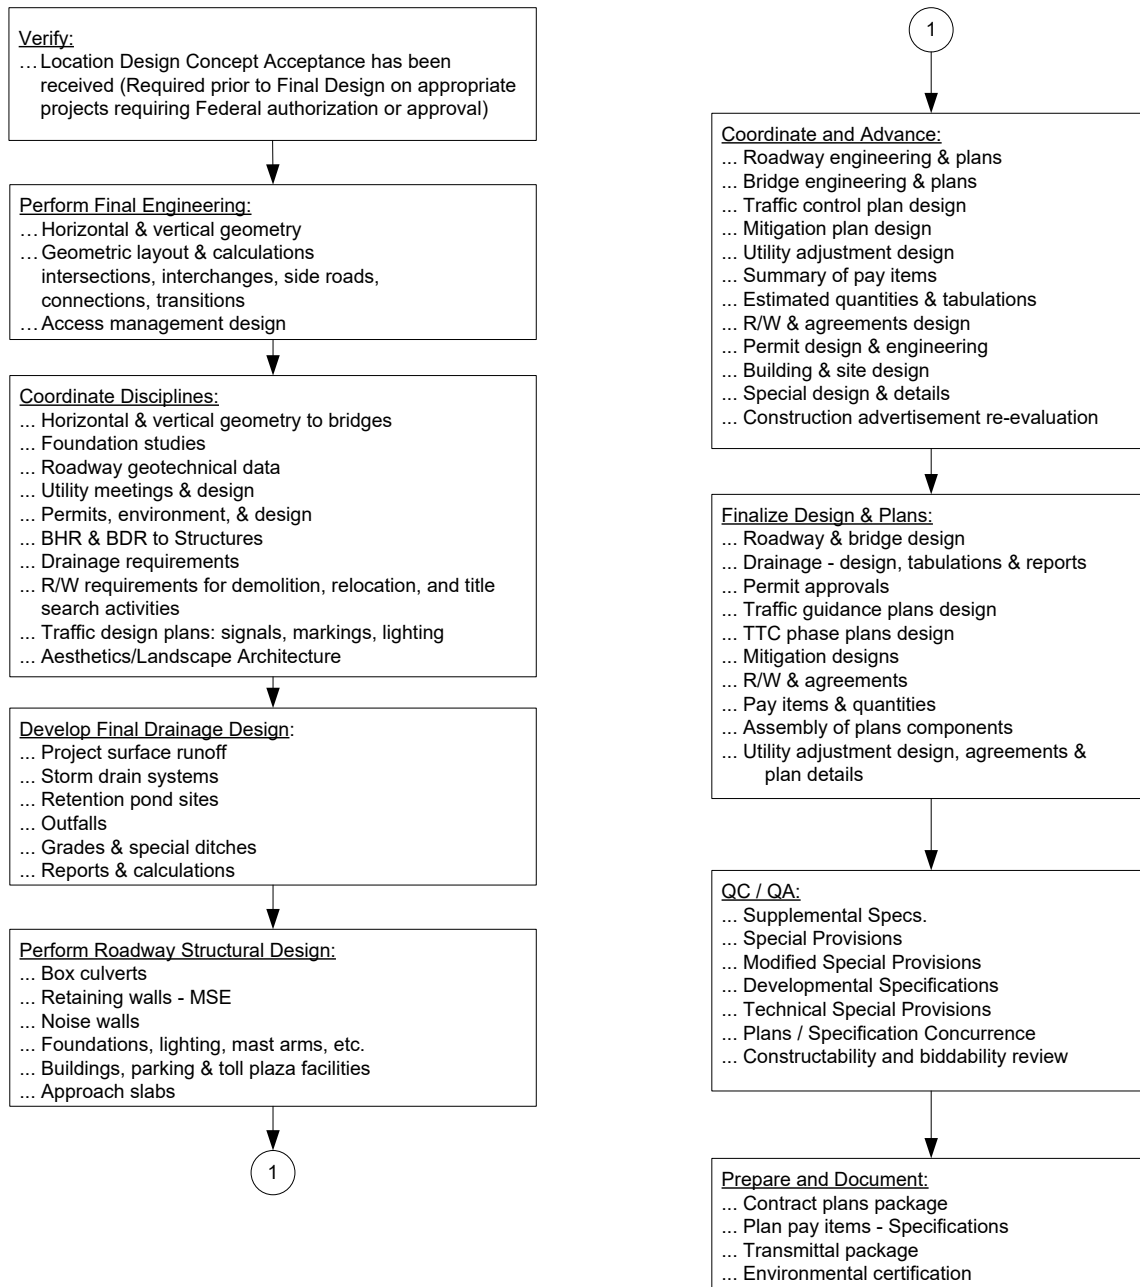 Verify:
… Location Design Concept Acceptance has been
received (Required prior to Final Design on appropriate
projects requiring Federal authorization or approval)
Perform Final Engineering:
… Horizontal & vertical geometry
… Geometric layout & calculations
intersections, interchanges, side roads,
connections, transitions
… Access management design
Coordinate Disciplines:
... Horizontal & vertical geometry to bridges
... Foundation studies
... Roadway geotechnical data
... Utility meetings & design
... Permits, environment, & design
... BHR & BDR to Structures
... Drainage requirements
... R/W requirements for demolition, relocation, and title
search activities
... Traffic design plans: signals, markings, lighting
... Aesthetics/Landscape Architecture
Develop Final Drainage Design:
... Project surface runoff
... Storm drain systems
... Retention pond sites
... Outfalls
... Grades & special ditches
... Reports & calculations
Perform Roadway Structural Design:
... Box culverts
... Retaining walls - MSE
... Noise walls
... Foundations, lighting, mast arms, etc.
... Buildings, parking & toll plaza facilities
... Approach slabs
1
1
Coordinate and Advance:
... Roadway engineering & plans
... Bridge engineering & plans
... Traffic control plan design
... Mitigation plan design
... Utility adjustment design
... Summary of pay items
... Estimated quantities & tabulations
... R/W & agreements design
... Permit design & engineering
... Building & site design
... Special design & details
... Construction advertisement re-evaluation
Finalize Design & Plans:
... Roadway & bridge design
... Drainage - design, tabulations & reports
... Permit approvals
... Traffic guidance plans design
... TTC phase plans design
... Mitigation designs
... R/W & agreements
... Pay items & quantities
... Assembly of plans components
... Utility adjustment design, agreements &
plan details
QC / QA:
... Supplemental Specs.
... Special Provisions
... Modified Special Provisions
... Developmental Specifications
... Technical Special Provisions
... Plans / Specification Concurrence
... Constructability and biddability review
Prepare and Document:
... Contract plans package
... Plan pay items - Specifications
... Transmittal package
... Environmental certification